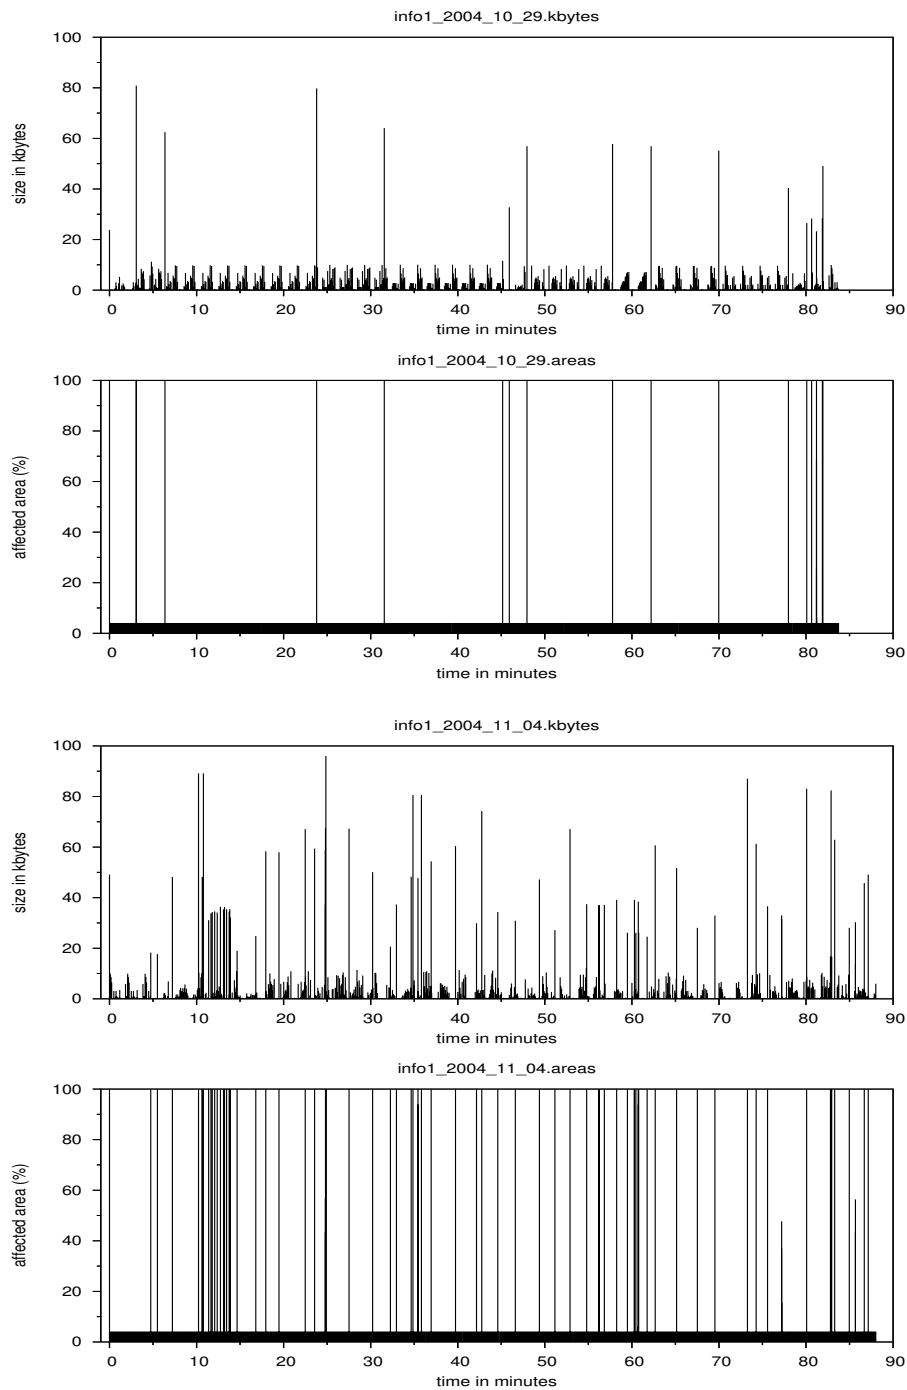 info1_2004_10_29.kbytes
100
80
60
40
20
0
size in kbytes
0 10 20 30 40 50 60 70 80 90
time in minutes
info1_2004_10_29.areas
100
80
60
40
20
0
affected area (%)
0 10 20 30 40 50 60 70 80 90
time in minutes
info1_2004_11_04.kbytes
100
80
60
40
20
0
size in kbytes
0 10 20 30 40 50 60 70 80 90
time in minutes
info1_2004_11_04.areas
100
80
60
40
20
0
affected area (%)
0 10 20 30 40 50 60 70 80 90
time in minutes